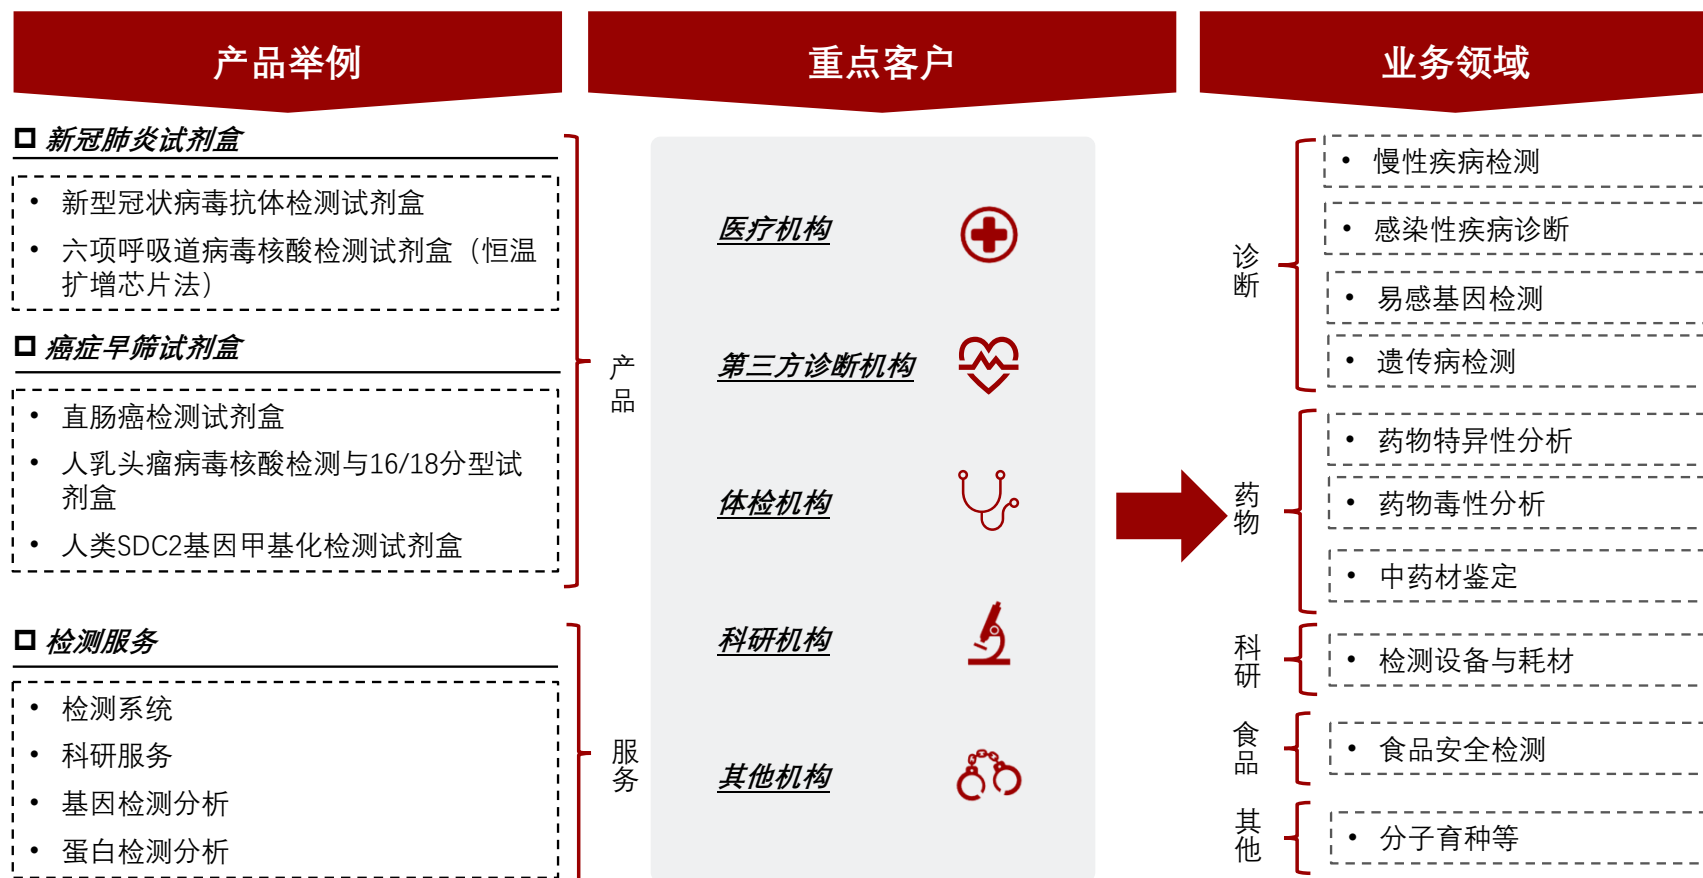 产品举例
新冠肺炎试剂盒
• 新型冠状病毒抗体检测试剂盒
• 六项呼吸道病毒核酸检测试剂盒（恒温
扩增芯片法）
癌症早筛试剂盒
• 直肠癌检测试剂盒
• 人乳头瘤病毒核酸检测与16/18分型试
剂盒
• 人类SDC2基因甲基化检测试剂盒
产
品
检测服务
• 检测系统
• 科研服务
• 基因检测分析
• 蛋白检测分析
服
务
重点客户
医疗机构
第三方诊断机构
体检机构
科研机构
其他机构
业务领域
诊
断
• 慢性疾病检测
• 感染性疾病诊断
• 易感基因检测
• 遗传病检测
药
物
• 药物特异性分析
• 药物毒性分析
• 中药材鉴定
科
研
• 检测设备与耗材
食
品
• 食品安全检测
其
他
• 分子育种等